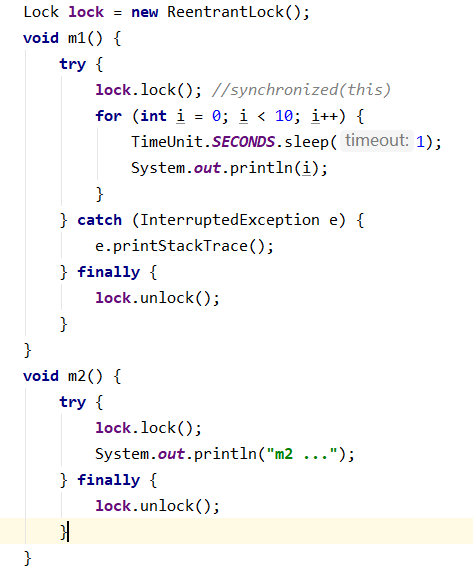 Lock lock = new ReentrantLock();
void m1() {
    try {
        lock.lock(); //synchronized(this)
        for (int i = 0; i < 10; i++) {
            TimeUnit.SECONDS.sleep( timeout: 1);
            System.out.println(i);
        }
    } catch (InterruptedException e) {
        e.printStackTrace();
    } finally {
        lock.unlock();
    }
}
void m2() {
    try {
        lock.lock();
        System.out.println("m2 ...");
    } finally {
        lock.unlock();
    }
}